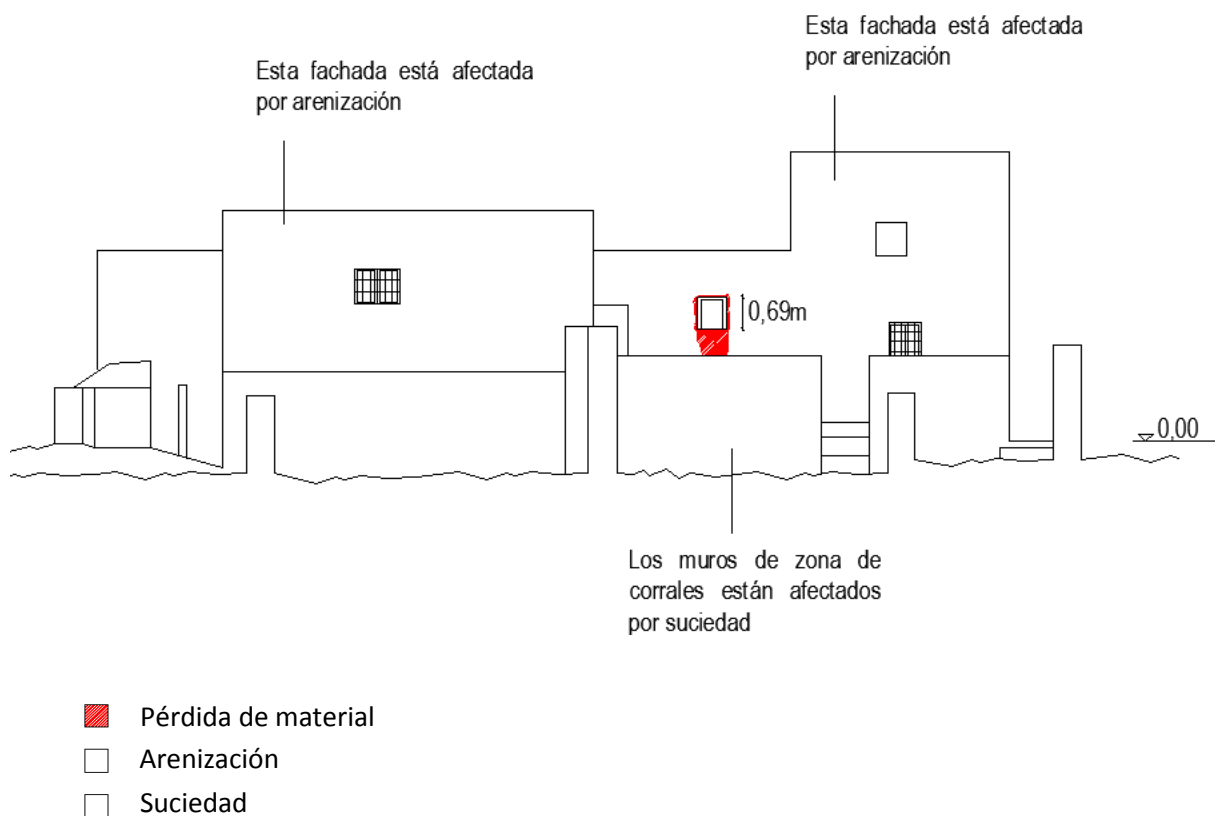 Esta fachada está afectada
por arenización
Esta fachada está afectada
por arenización
0,69m
0,00
Los muros de zona de
corrales están afectados
por suciedad
Pérdida de material
Arenización
Suciedad